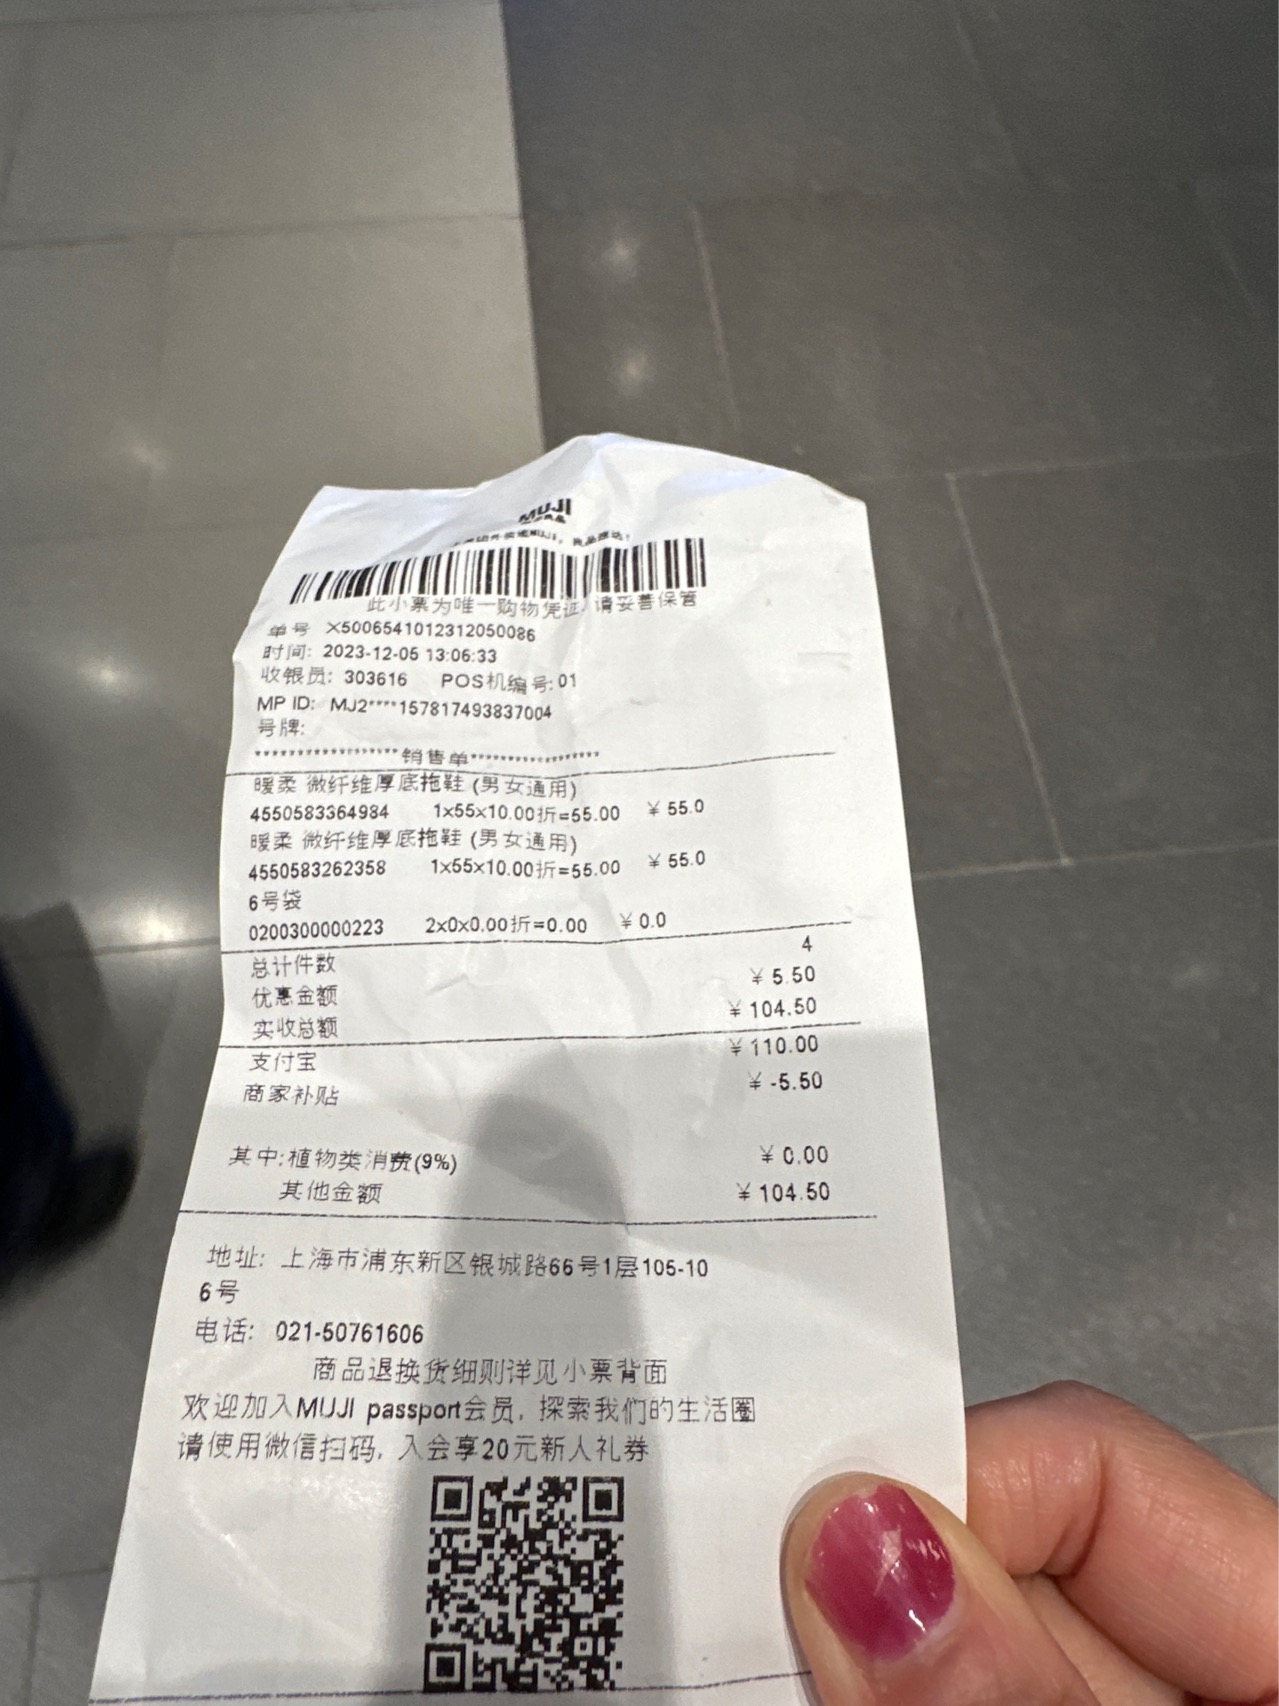 MUJI
此小票为唯一购物凭证,请妥善保管
单号 X5006541012312050086
时间: 2023-12-05 13:06:33
收银员: 303616 POS机编号:01
MP ID: MJ2****157817493837004
号牌:
******************销售单******************
暖柔 微纤维厚底拖鞋 (男女通用)
4550583364984 1x55x10.00折=55.00 ¥ 55.0
暖柔 微纤维厚底拖鞋 (男女通用)
4550583262358 1x55x10.00折=55.00 ¥ 55.0
6号袋
0200300000223 2x0x0.00折=0.00 ¥ 0.0
总计件数 4
优惠金额 ¥ 5.50
实收总额 ¥ 104.50
支付宝 ¥ 110.00
商家补贴 ¥ -5.50
其中:植物类消费(9%) ¥ 0.00
其他金额 ¥ 104.50
地址: 上海市浦东新区银城路66号1层105-10
6号
电话: 021-50761606
商品退换货细则详见小票背面
欢迎加入MUJI passport会员, 探索我们的生活圈
请使用微信扫码, 入会享20元新人礼券